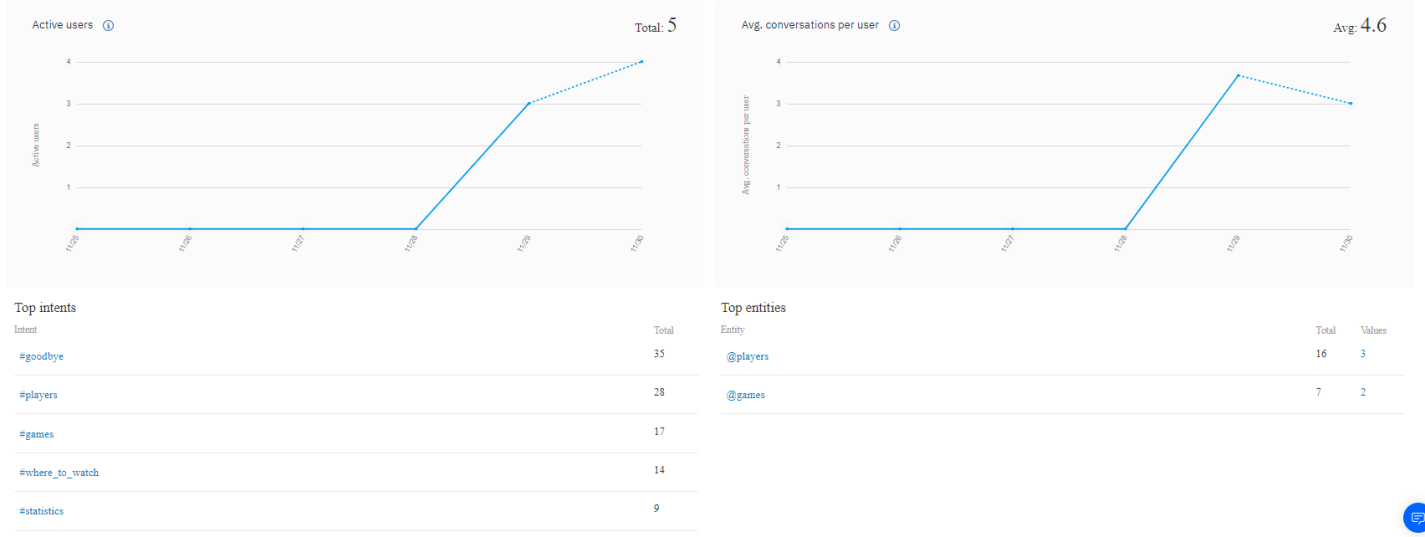 Active users
Total: 5
4
3
2
1
Active users
11/25
11/26
11/27
11/28
11/29
11/30
Avg. conversations per user
Avg: 4.6
4
3
2
1
Avg. conversations per user
11/25
11/26
11/27
11/28
11/29
11/30
Top intents
Intent Total
#goodbye 35
#players 28
#games 17
#where_to_watch 14
#statistics 9
Top entities
Entity Total Values
@players 16 3
@games 7 2